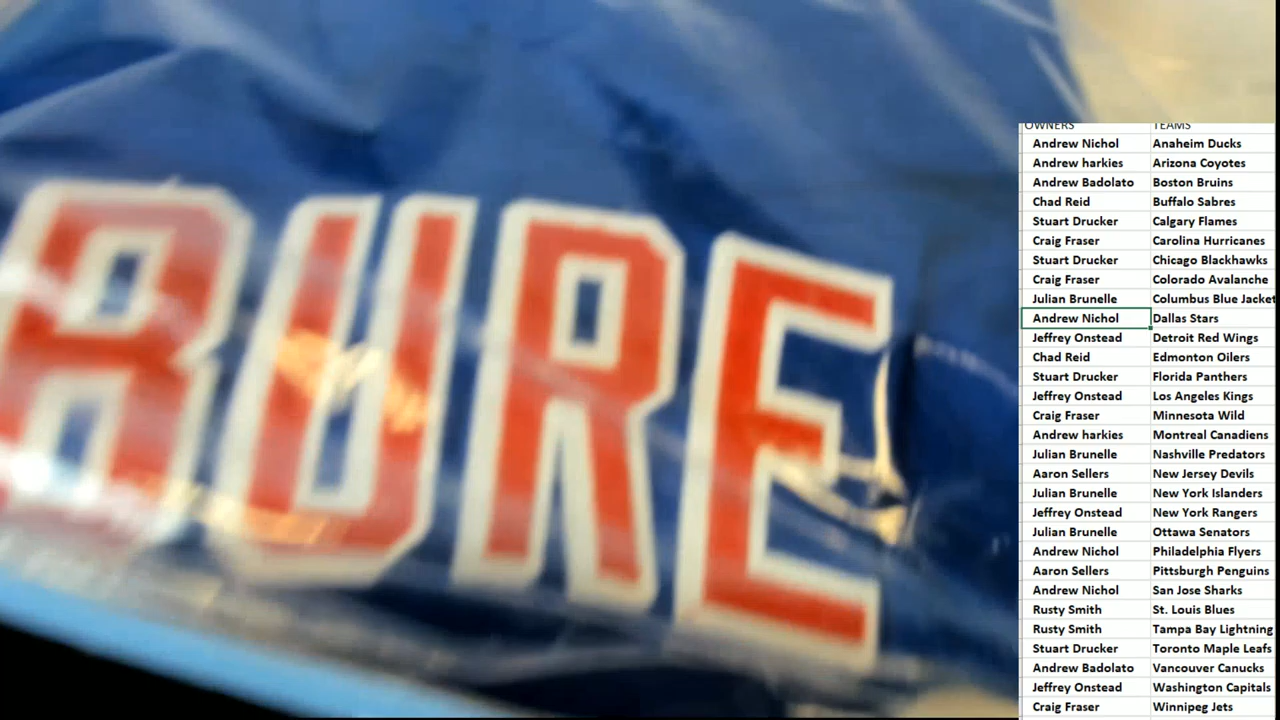 BURE
OWNERS TEAMS
Andrew Nichol Anaheim Ducks
Andrew harkies Arizona Coyotes
Andrew Badolato Boston Bruins
Chad Reid Buffalo Sabres
Stuart Drucker Calgary Flames
Craig Fraser Carolina Hurricanes
Stuart Drucker Chicago Blackhawks
Craig Fraser Colorado Avalanche
Julian Brunelle Columbus Blue Jacket
Andrew Nichol Dallas Stars
Jeffrey Onstead Detroit Red Wings
Chad Reid Edmonton Oilers
Stuart Drucker Florida Panthers
Jeffrey Onstead Los Angeles Kings
Craig Fraser Minnesota Wild
Andrew harkies Montreal Canadiens
Julian Brunelle Nashville Predators
Aaron Sellers New Jersey Devils
Julian Brunelle New York Islanders
Jeffrey Onstead New York Rangers
Julian Brunelle Ottawa Senators
Andrew Nichol Philadelphia Flyers
Aaron Sellers Pittsburgh Penguins
Andrew Nichol San Jose Sharks
Rusty Smith St. Louis Blues
Rusty Smith Tampa Bay Lightning
Stuart Drucker Toronto Maple Leafs
Andrew Badolato Vancouver Canucks
Jeffrey Onstead Washington Capitals
Craig Fraser Winnipeg Jets